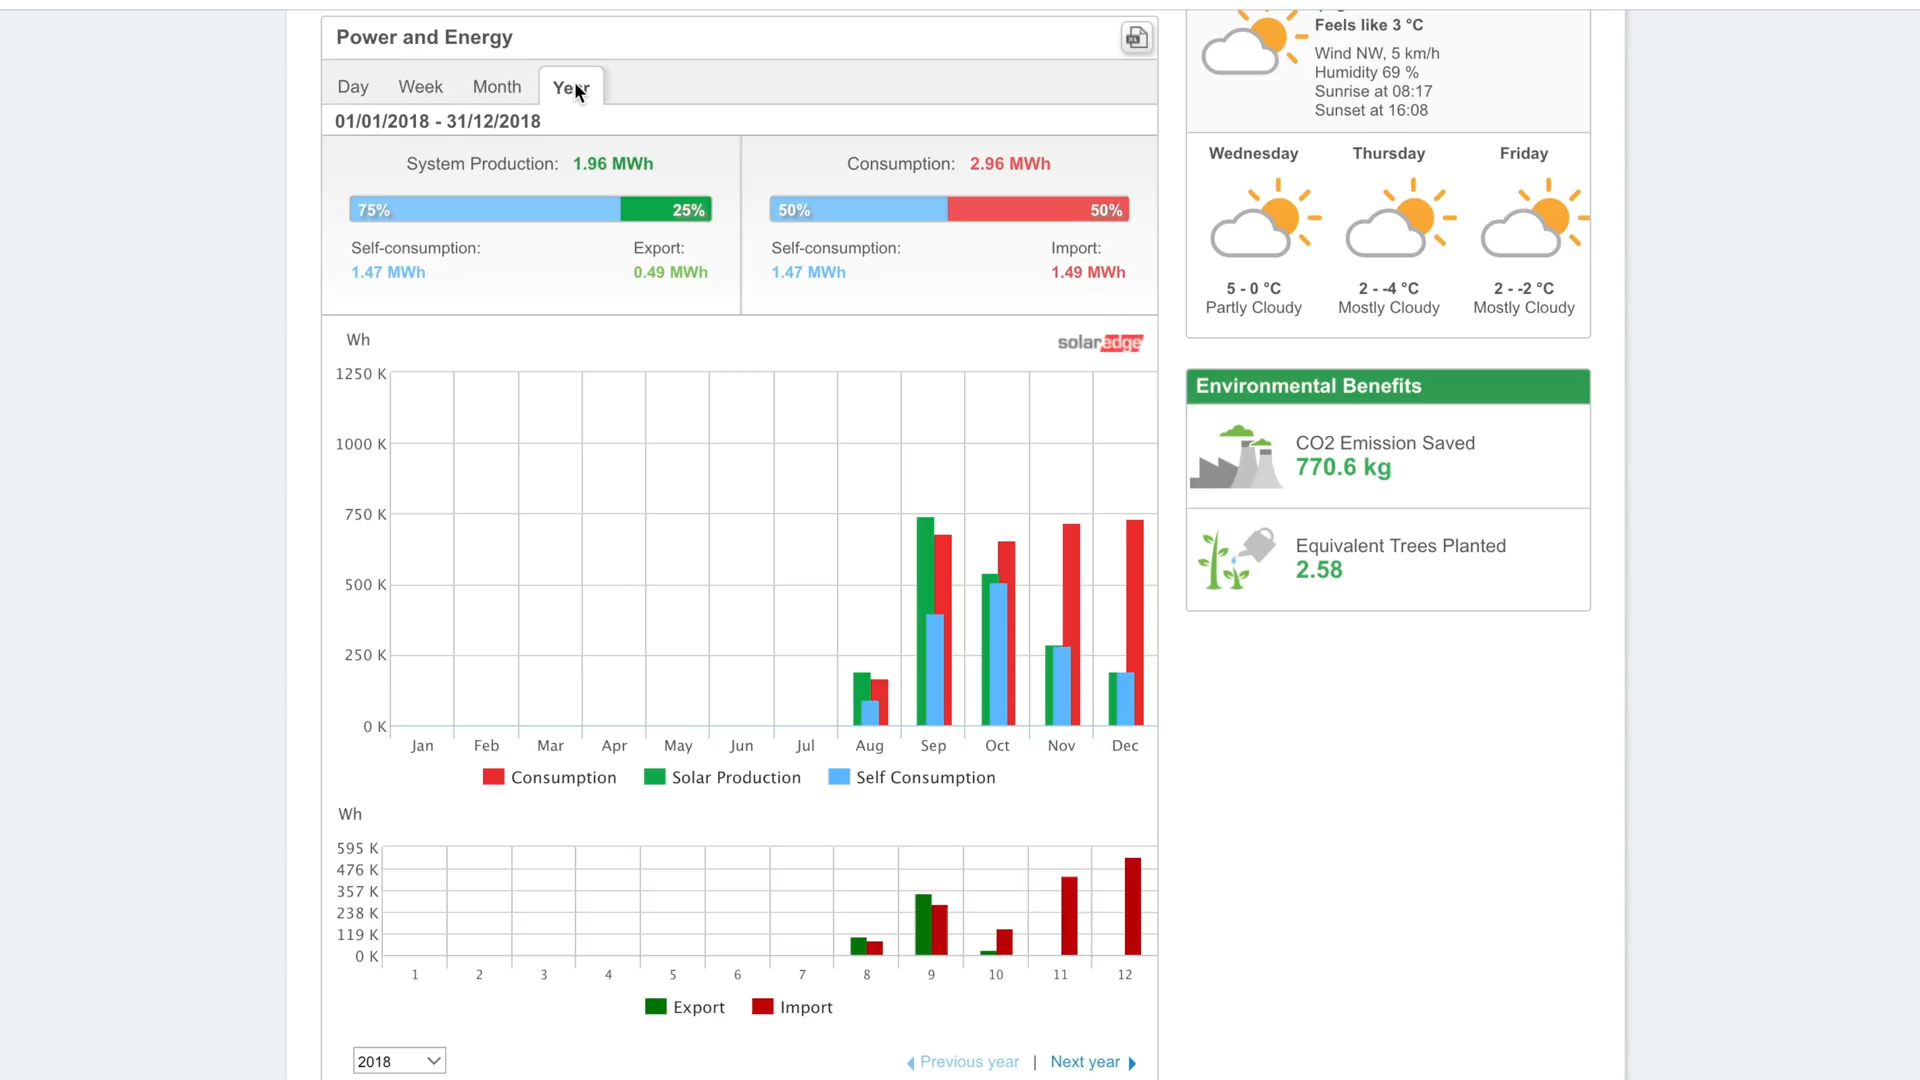 Power and Energy
Day Week Month Year
01/01/2018 - 31/12/2018
System Production: 1.96 MWh
75% 25%
Self-consumption: Export:
1.47 MWh 0.49 MWh
Consumption: 2.96 MWh
50% 50%
Self-consumption: Import:
1.47 MWh 1.49 MWh
Wh
solaredge
1250 K
1000 K
750 K
500 K
250 K
0 K
Jan Feb Mar Apr May Jun Jul Aug Sep Oct Nov Dec
Consumption Solar Production Self Consumption
Wh
595 K
476 K
357 K
238 K
119 K
0 K
1 2 3 4 5 6 7 8 9 10 11 12
Export Import
2018
Previous year | Next year
Feels like 3 °C
Wind NW, 5 km/h
Humidity 69 %
Sunrise at 08:17
Sunset at 16:08
Wednesday Thursday Friday
5 - 0 °C 2 - -4 °C 2 - -2 °C
Partly Cloudy Mostly Cloudy Mostly Cloudy
Environmental Benefits
CO2 Emission Saved
770.6 kg
Equivalent Trees Planted
2.58